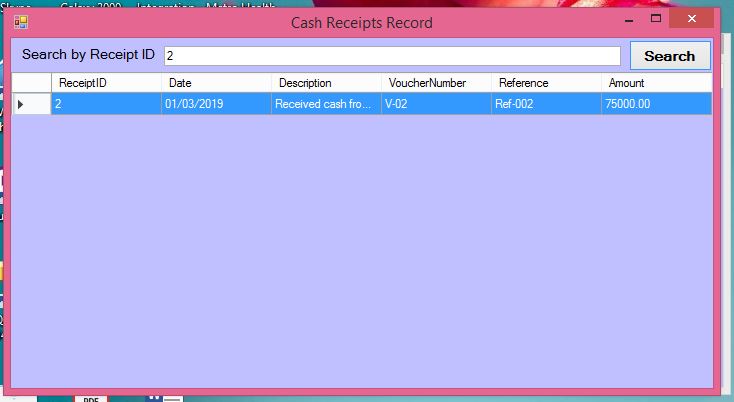 Cash Receipts Record
Search by Receipt ID 2 Search
ReceiptID Date Description VoucherNumber Reference Amount
2 01/03/2019 Received cash fro... V-02 Ref-002 75000.00
PDF
W